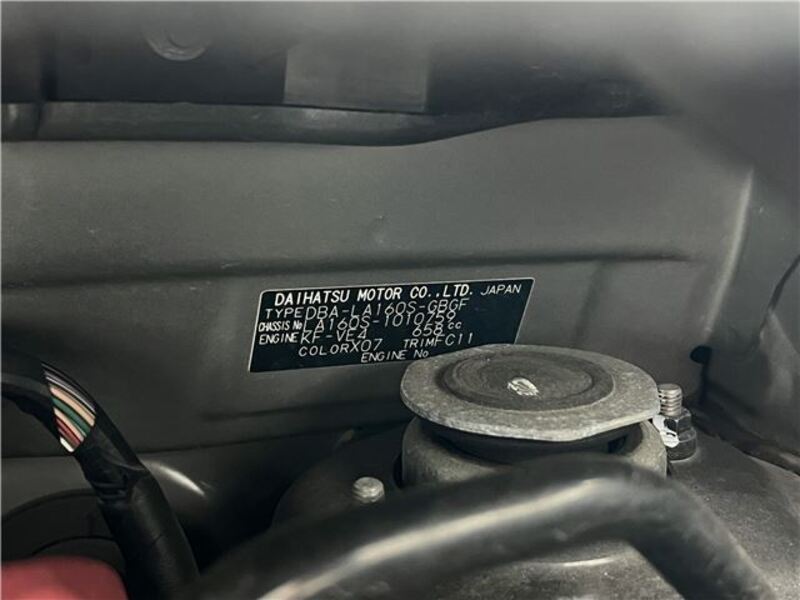 DAIHATSU MOTOR CO.,LTD. JAPAN
TYPE DBA-LA160S-GBGF
CHASSIS No LA160S-1010759
ENGINE KF-VE4 658cc
COLOR X07 TRIM FC11
ENGINE No